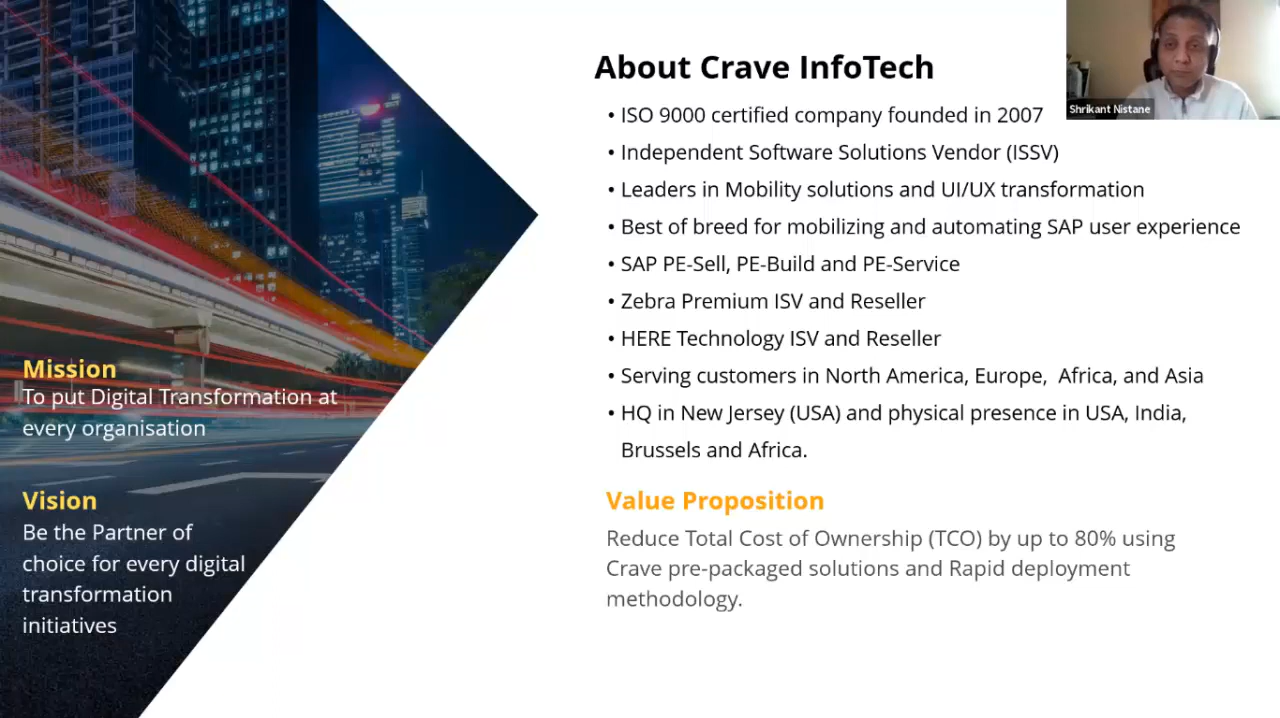 About Crave InfoTech
• ISO 9000 certified company founded in 2007
• Independent Software Solutions Vendor (ISSV)
• Leaders in Mobility solutions and UI/UX transformation
• Best of breed for mobilizing and automating SAP user experience
• SAP PE-Sell, PE-Build and PE-Service
• Zebra Premium ISV and Reseller
• HERE Technology ISV and Reseller
• Serving customers in North America, Europe,  Africa, and Asia
• HQ in New Jersey (USA) and physical presence in USA, India,
Brussels and Africa.
Value Proposition
Reduce Total Cost of Ownership (TCO) by up to 80% using
Crave pre-packaged solutions and Rapid deployment
methodology.
Mission
To put Digital Transformation at
every organisation
Vision
Be the Partner of
choice for every digital
transformation
initiatives
Shrikant Nistane